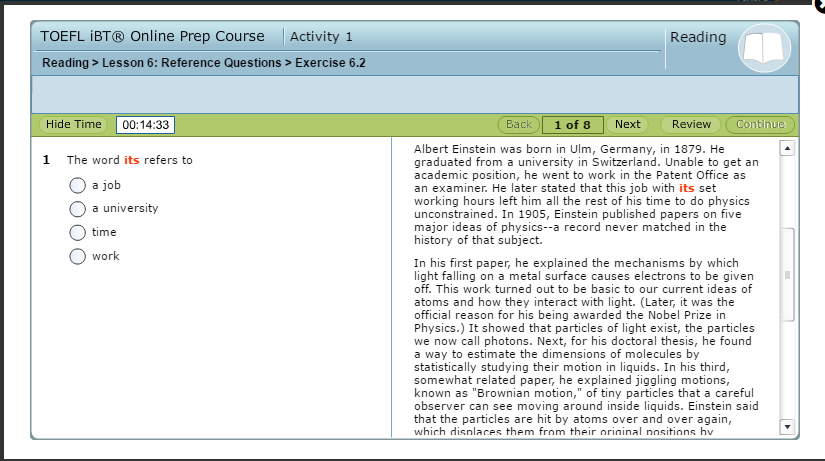 TOEFL iBT® Online Prep Course
Activity 1
Reading
Reading > Lesson 6: Reference Questions > Exercise 6.2
Hide Time
00:14:33
Back
1 of 8
Next
Review
Continue
1 The word its refers to
a job
a university
time
work
Albert Einstein was born in Ulm, Germany, in 1879. He
graduated from a university in Switzerland. Unable to get an
academic position, he went to work in the Patent Office as
an examiner. He later stated that this job with its set
working hours left him all the rest of his time to do physics
unconstrained. In 1905, Einstein published papers on five
major ideas of physics--a record never matched in the
history of that subject.
In his first paper, he explained the mechanisms by which
light falling on a metal surface causes electrons to be given
off. This work turned out to be basic to our current ideas of
atoms and how they interact with light. (Later, it was the
official reason for his being awarded the Nobel Prize in
Physics.) It showed that particles of light exist, the particles
we now call photons. Next, for his doctoral thesis, he found
a way to estimate the dimensions of molecules by
statistically studying their motion in liquids. In his third,
somewhat related paper, he explained jiggling motions,
known as "Brownian motion," of tiny particles that a careful
observer can see moving around inside liquids. Einstein said
that the particles are hit by atoms over and over again,
which displaces them from their original positions by